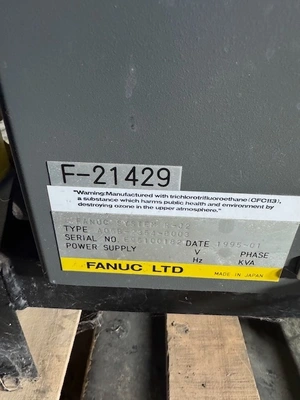 F-21429
"Warning: Manufactured with trichlorotrifluoroethane (CFC113),
a substance which harms public health and environment by
destroying ozone in the upper atmosphere."
FANUC
TYPE
SERIAL NO. DATE 1995-01
POWER SUPPLY V PHASE
Hz KVA
FANUC LTD MADE IN JAPAN